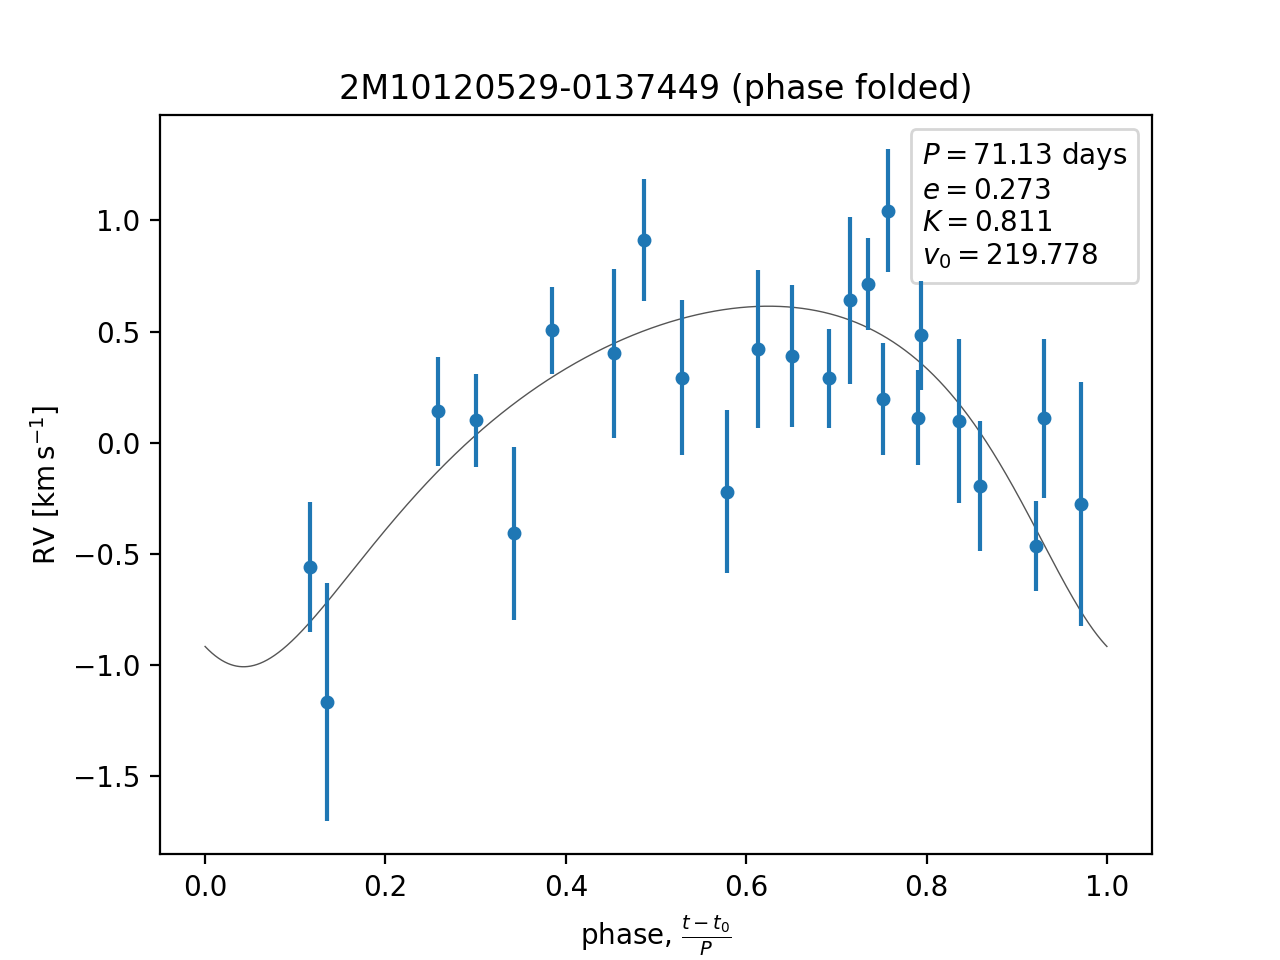 2M10120529-0137449 (phase folded)
P = 71.13 days
e = 0.273
K = 0.811
v₀ = 219.778
RV [km s⁻¹]
1.0
0.5
0.0
−0.5
−1.0
−1.5
0.0 0.2 0.4 0.6 0.8 1.0
phase, (t − t₀)/P